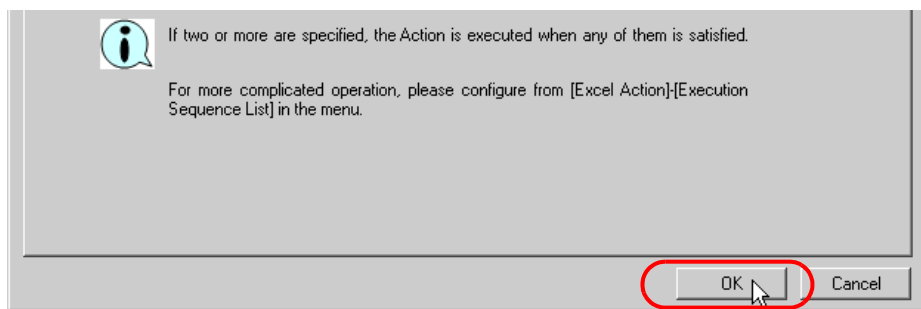 If two or more are specified, the Action is executed when any of them is satisfied.
For more complicated operation, please configure from [Excel Action]-[Execution
Sequence List] in the menu.
OK
Cancel